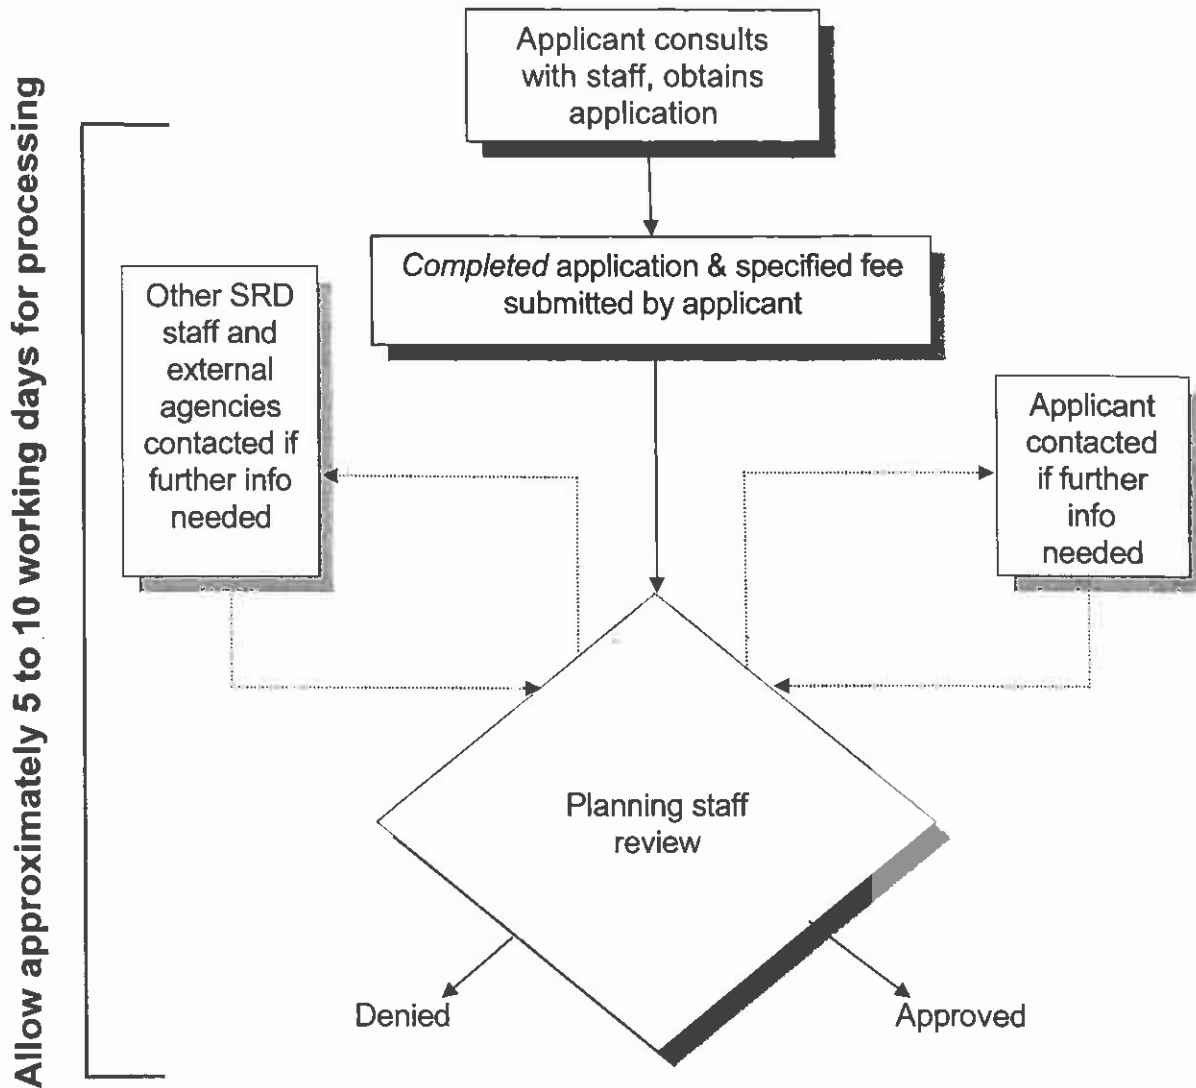 Allow approximately 5 to 10 working days for processing
Applicant consults
with staff, obtains
application
Completed application & specified fee
submitted by applicant
Other SRD
staff and
external
agencies
contacted if
further info
needed
Applicant
contacted
if further
info
needed
Planning staff
review
Denied
Approved